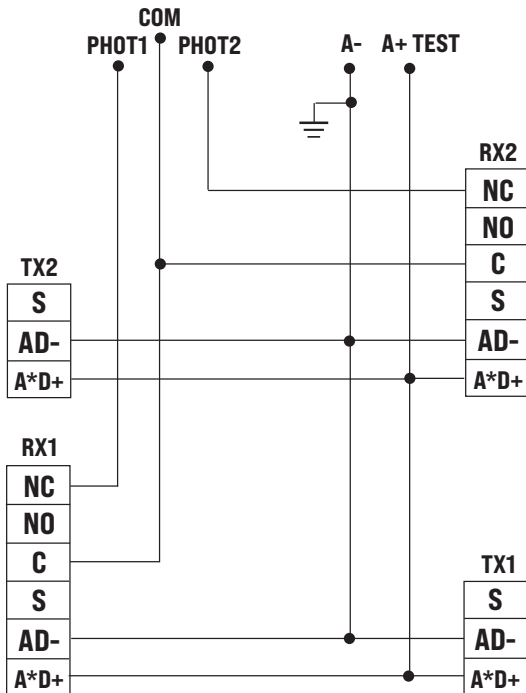 COM
PHOT1
PHOT2
A-
A+ TEST
RX2
NC
NO
C
S
AD-
A*D+
TX2
S
AD-
A*D+
RX1
NC
NO
C
S
AD-
A*D+
TX1
S
AD-
A*D+